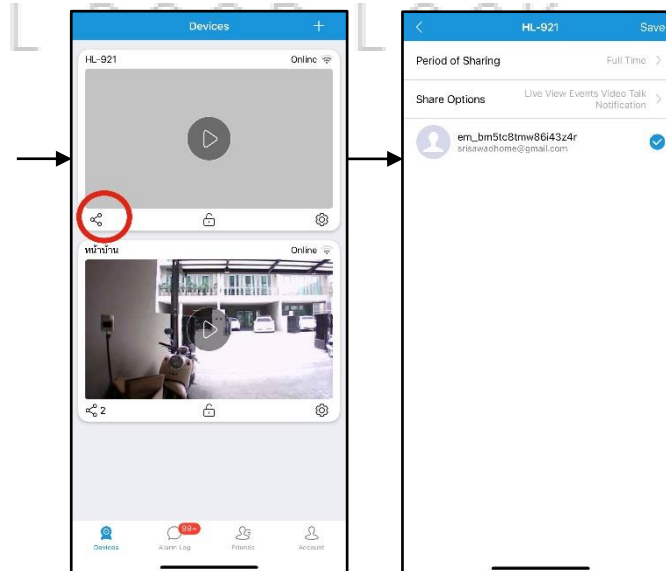 Devices
+
HL-921
Online
หน้าบ้าน
Online
2
99+
Devices
Alarm Log
Friends
Account
HL-921
Save
Period of Sharing
Full Time
Share Options
Live View Events Video Talk
Notification
em_bm5tc8tmw86i43z4r
srisawadhome@gmail.com